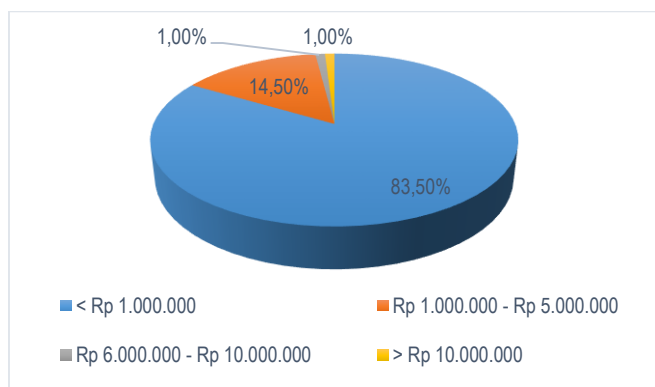 1,00% 1,00%
14,50%
83,50%
< Rp 1.000.000
Rp 1.000.000 - Rp 5.000.000
Rp 6.000.000 - Rp 10.000.000
> Rp 10.000.000